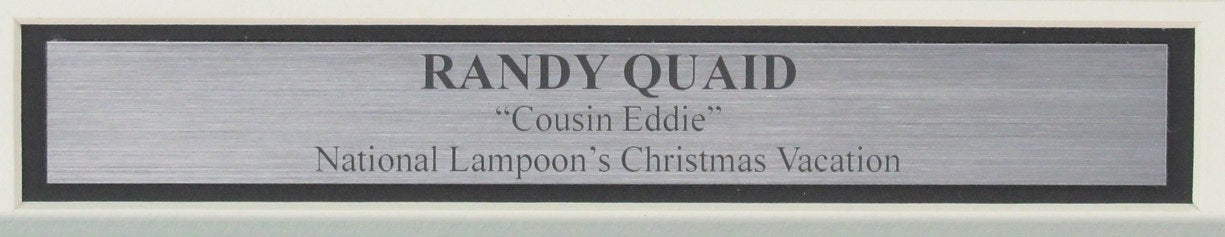 RANDY QUAID
“Cousin Eddie”
National Lampoon’s Christmas Vacation